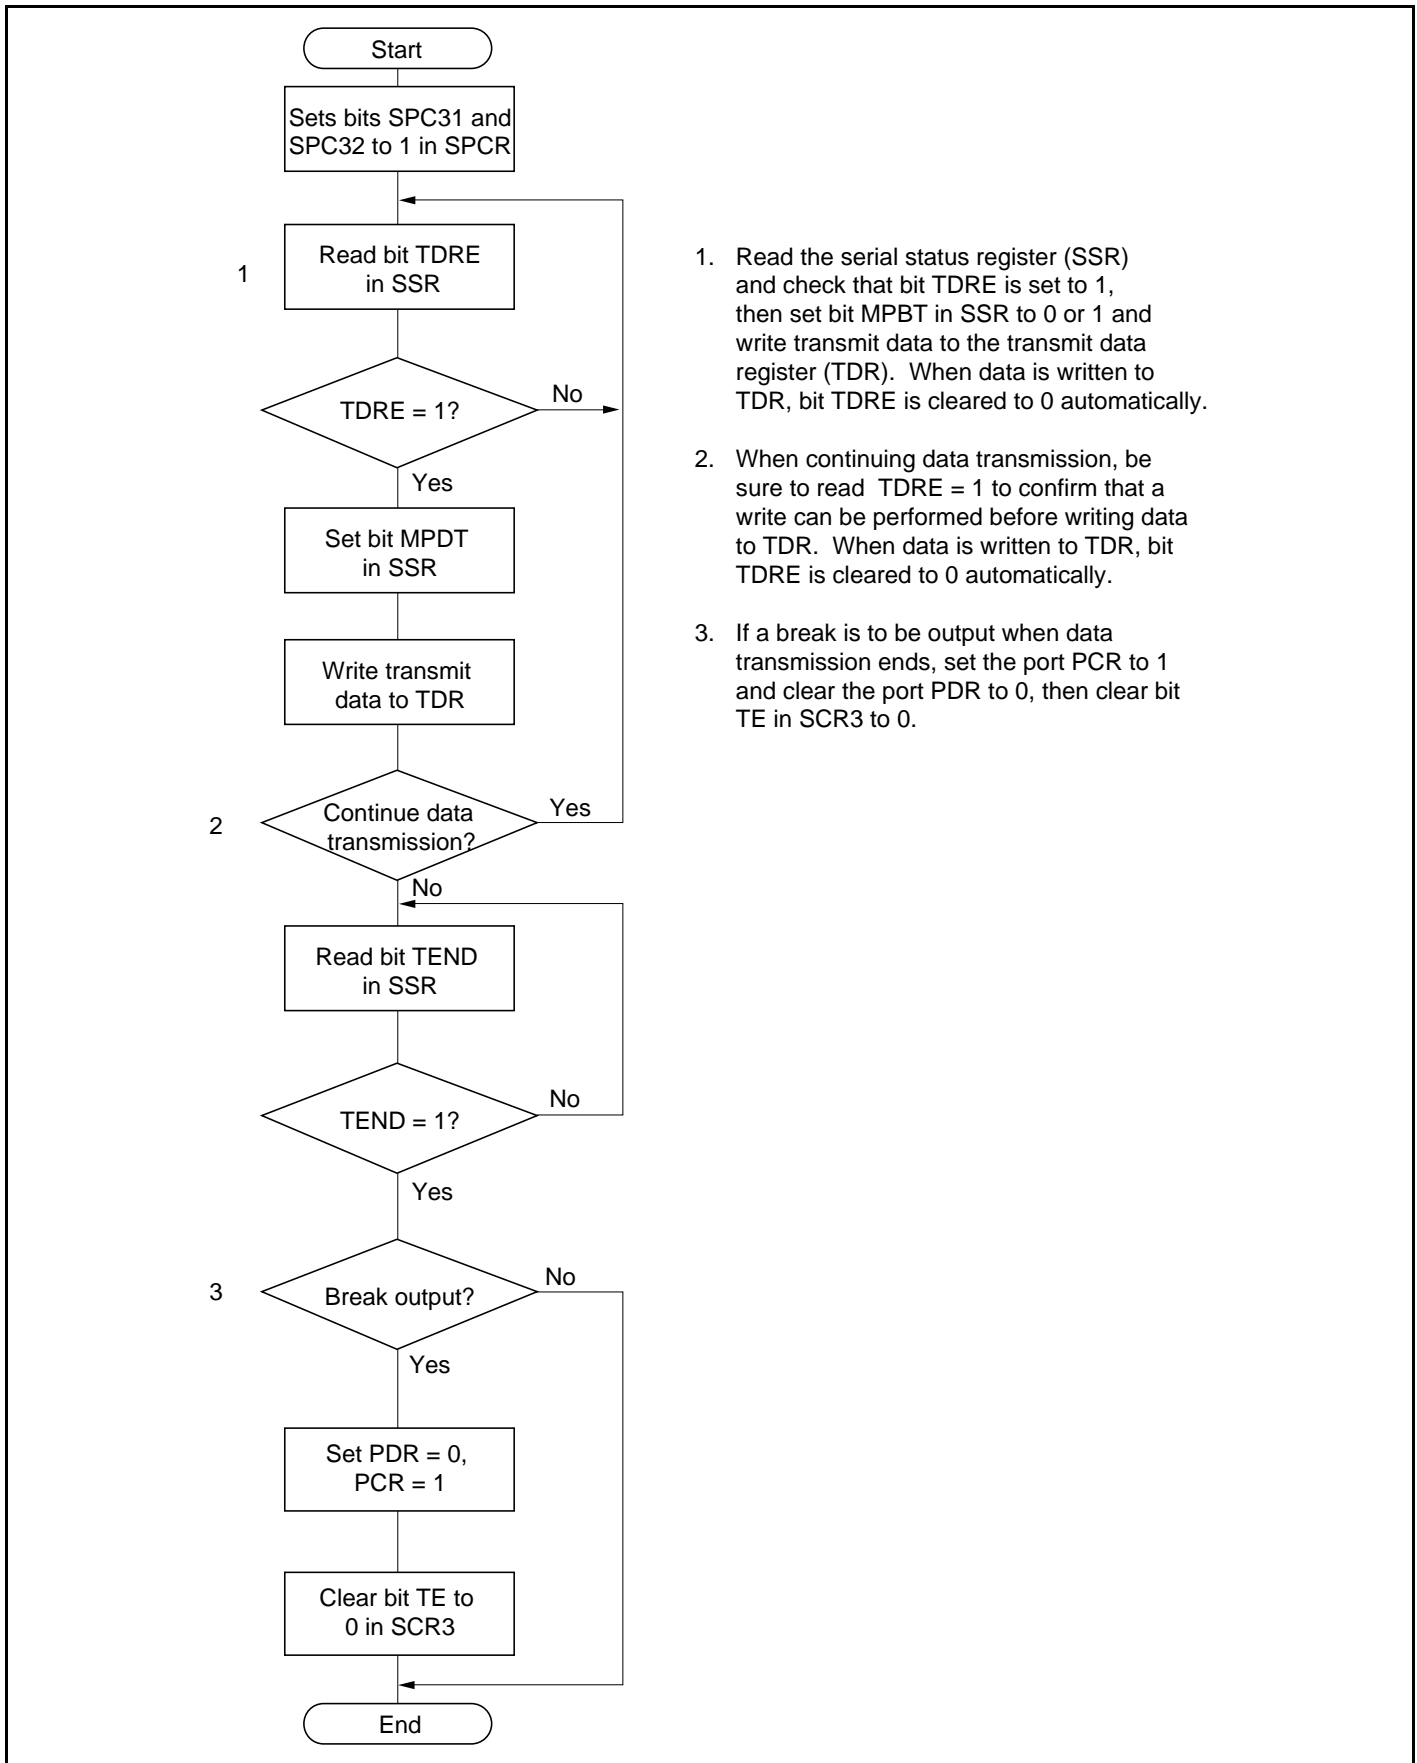 Start
Sets bits SPC31 and
SPC32 to 1 in SPCR
1
Read bit TDRE
in SSR
TDRE = 1?
No
Yes
Set bit MPDT
in SSR
Write transmit
data to TDR
2
Continue data
transmission?
Yes
No
Read bit TEND
in SSR
TEND = 1?
No
Yes
3
Break output?
No
Yes
Set PDR = 0,
PCR = 1
Clear bit TE to
0 in SCR3
End
1. Read the serial status register (SSR)
and check that bit TDRE is set to 1,
then set bit MPBT in SSR to 0 or 1 and
write transmit data to the transmit data
register (TDR). When data is written to
TDR, bit TDRE is cleared to 0 automatically.
2. When continuing data transmission, be
sure to read TDRE = 1 to confirm that a
write can be performed before writing data
to TDR. When data is written to TDR, bit
TDRE is cleared to 0 automatically.
3. If a break is to be output when data
transmission ends, set the port PCR to 1
and clear the port PDR to 0, then clear bit
TE in SCR3 to 0.